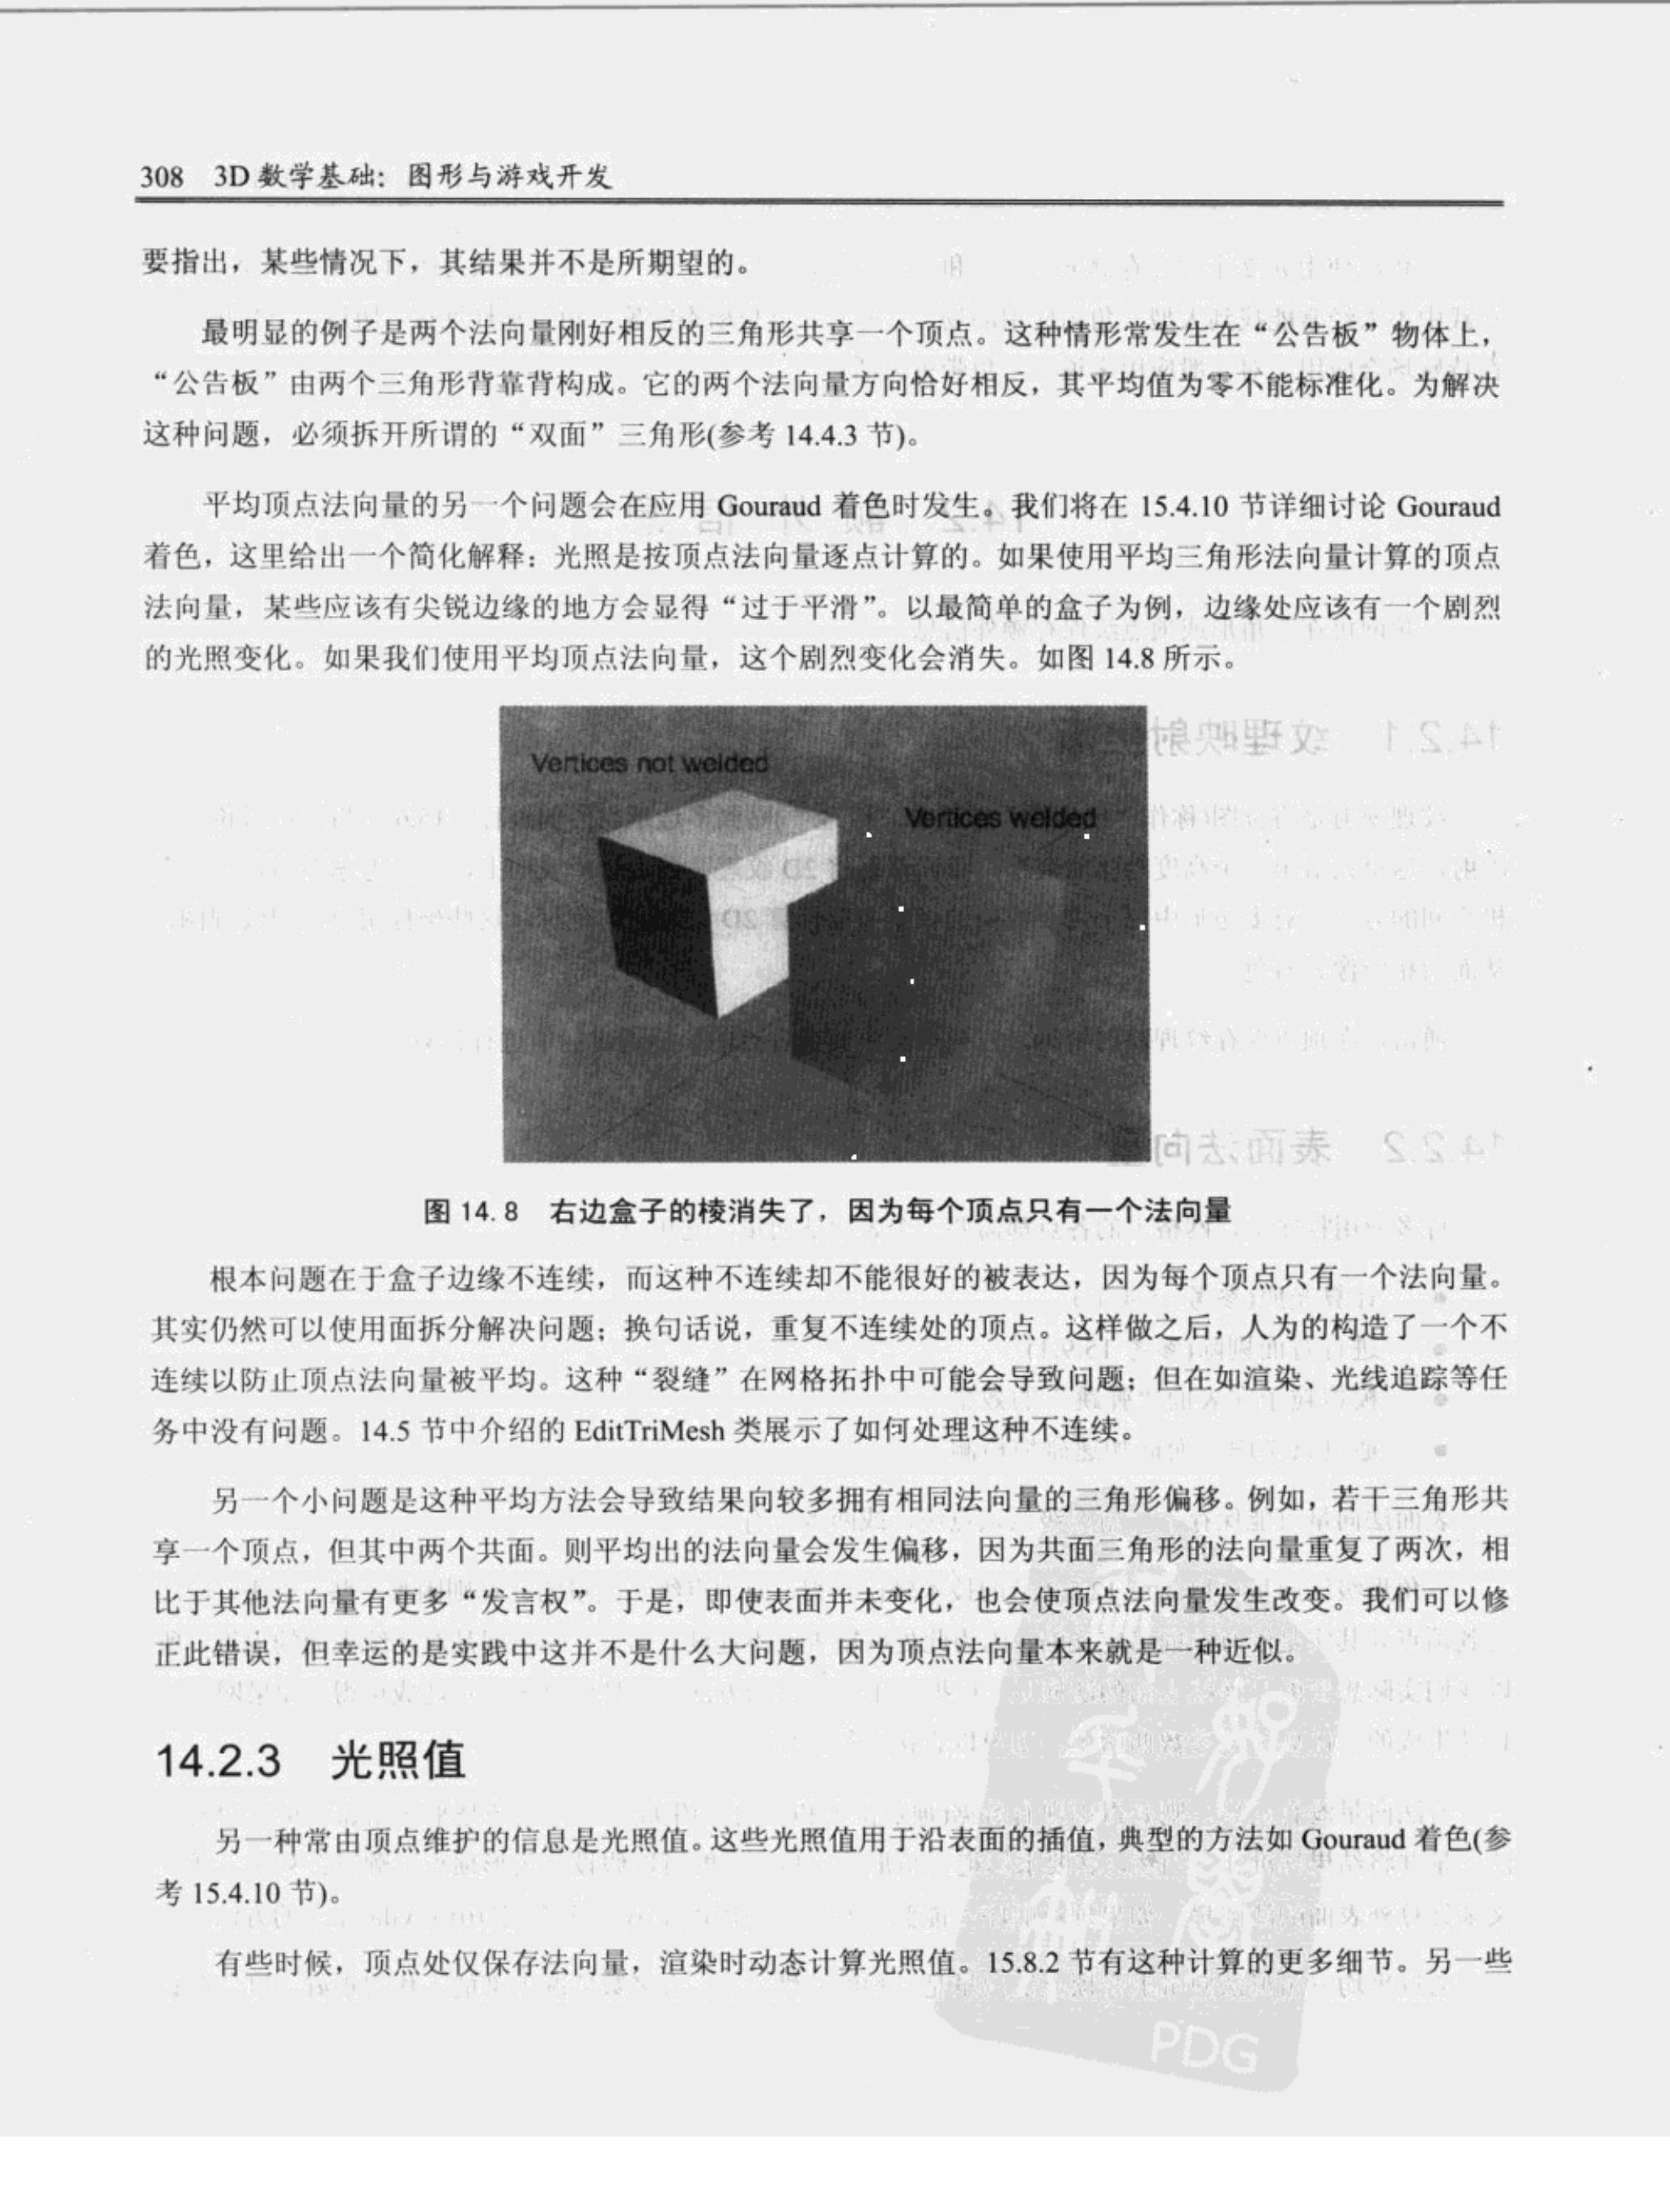 308 3D 数学基础: 图形与游戏开发
要指出，某些情况下，其结果并不是所期望的。
最明显的例子是两个法向量刚好相反的三角形共享一个顶点。这种情形常发生在“公告板”物体上，
“公告板”由两个三角形背靠背构成。它的两个法向量方向恰好相反，其平均值为零不能标准化。为解决
这种问题，必须拆开所谓的“双面”三角形(参考 14.4.3 节)。
平均顶点法向量的另一个问题会在应用 Gouraud 着色时发生。我们将在 15.4.10 节详细讨论 Gouraud
着色，这里给出一个简化解释：光照是按顶点法向量逐点计算的。如果使用平均三角形法向量计算的顶点
法向量，某些应该有尖锐边缘的地方会显得“过于平滑”。以最简单的盒子为例，边缘处应该有一个剧烈
的光照变化。如果我们使用平均顶点法向量，这个剧烈变化会消失。如图 14.8 所示。
Vertices not welded
Vertices welded
图 14.8 右边盒子的棱消失了，因为每个顶点只有一个法向量
根本问题在于盒子边缘不连续，而这种不连续却不能很好的被表达，因为每个顶点只有一个法向量。
其实仍然可以使用面拆分解决问题；换句话说，重复不连续处的顶点。这样做之后，人为的构造了一个不
连续以防止顶点法向量被平均。这种“裂缝”在网格拓扑中可能会导致问题；但在如渲染、光线追踪等任
务中没有问题。14.5 节中介绍的 EditTriMesh 类展示了如何处理这种不连续。
另一个小问题是这种平均方法会导致结果向较多拥有相同法向量的三角形偏移。例如，若干三角形共
享一个顶点，但其中两个共面。则平均出的法向量会发生偏移，因为共面三角形的法向量重复了两次，相
比于其他法向量有更多“发言权”。于是，即使表面并未变化，也会使顶点法向量发生改变。我们可以修
正此错误，但幸运的是实践中这并不是什么大问题，因为顶点法向量本来就是一种近似。
14.2.3 光照值
另一种常由顶点维护的信息是光照值。这些光照值用于沿表面的插值，典型的方法如 Gouraud 着色(参
考 15.4.10 节)。
有些时候，顶点处仅保存法向量，渲染时动态计算光照值。15.8.2 节有这种计算的更多细节。另一些
PDG